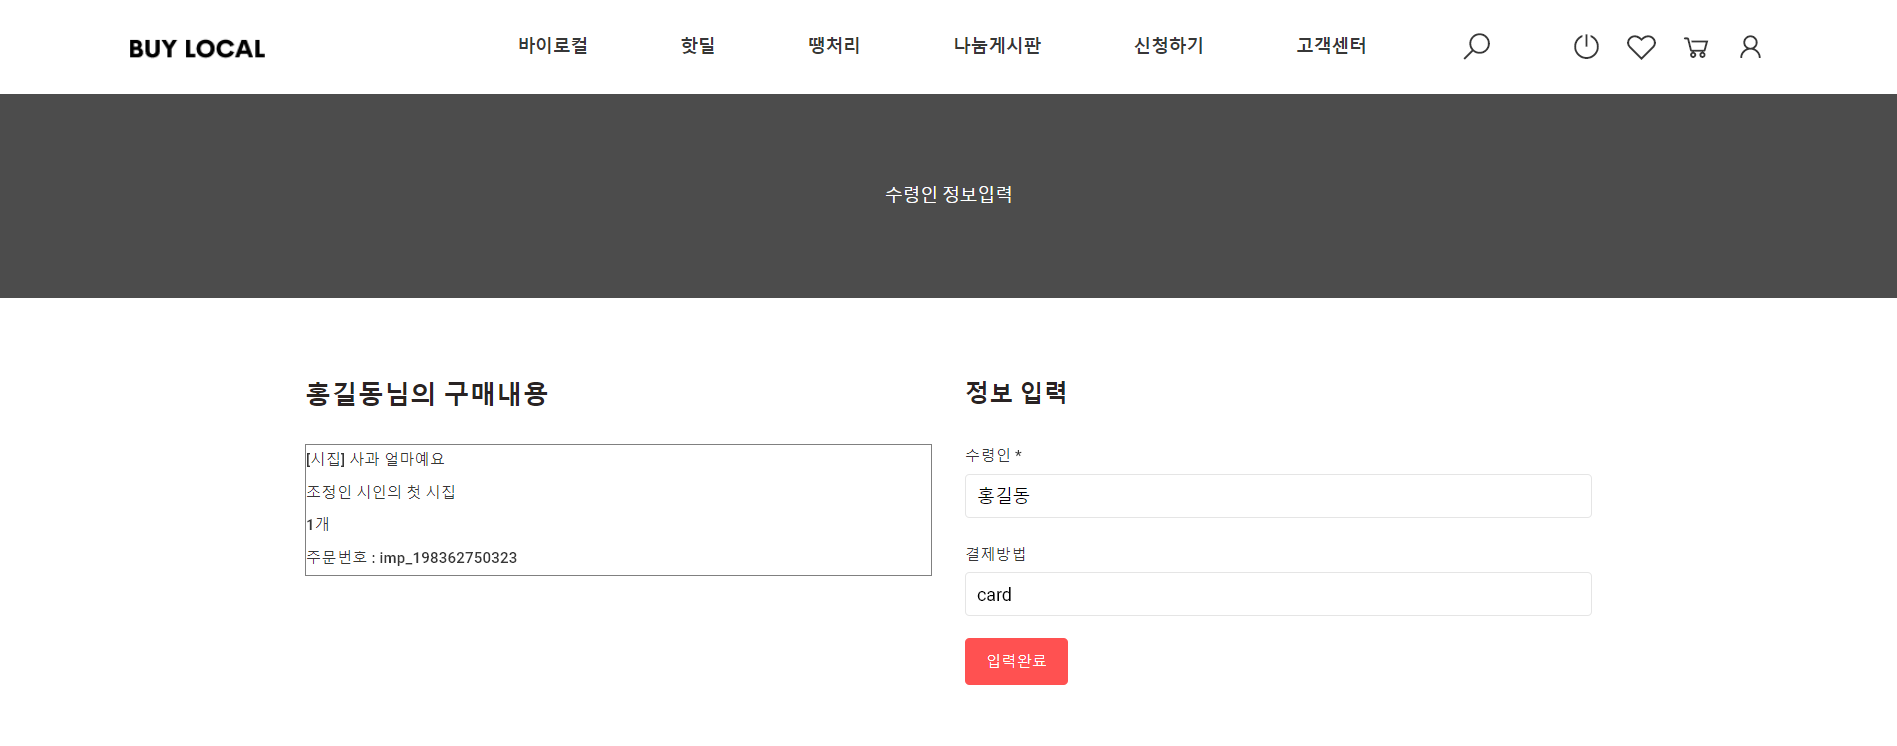 BUY LOCAL 바이로컬 핫딜 땡처리 나눔게시판 신청하기 고객센터
수령인 정보입력
홍길동님의 구매내용
[시집] 사과 얼마예요
조정인 시인의 첫 시집
1개
주문번호 : imp_198362750323
정보 입력
수령인 *
홍길동
결제방법
card
입력완료